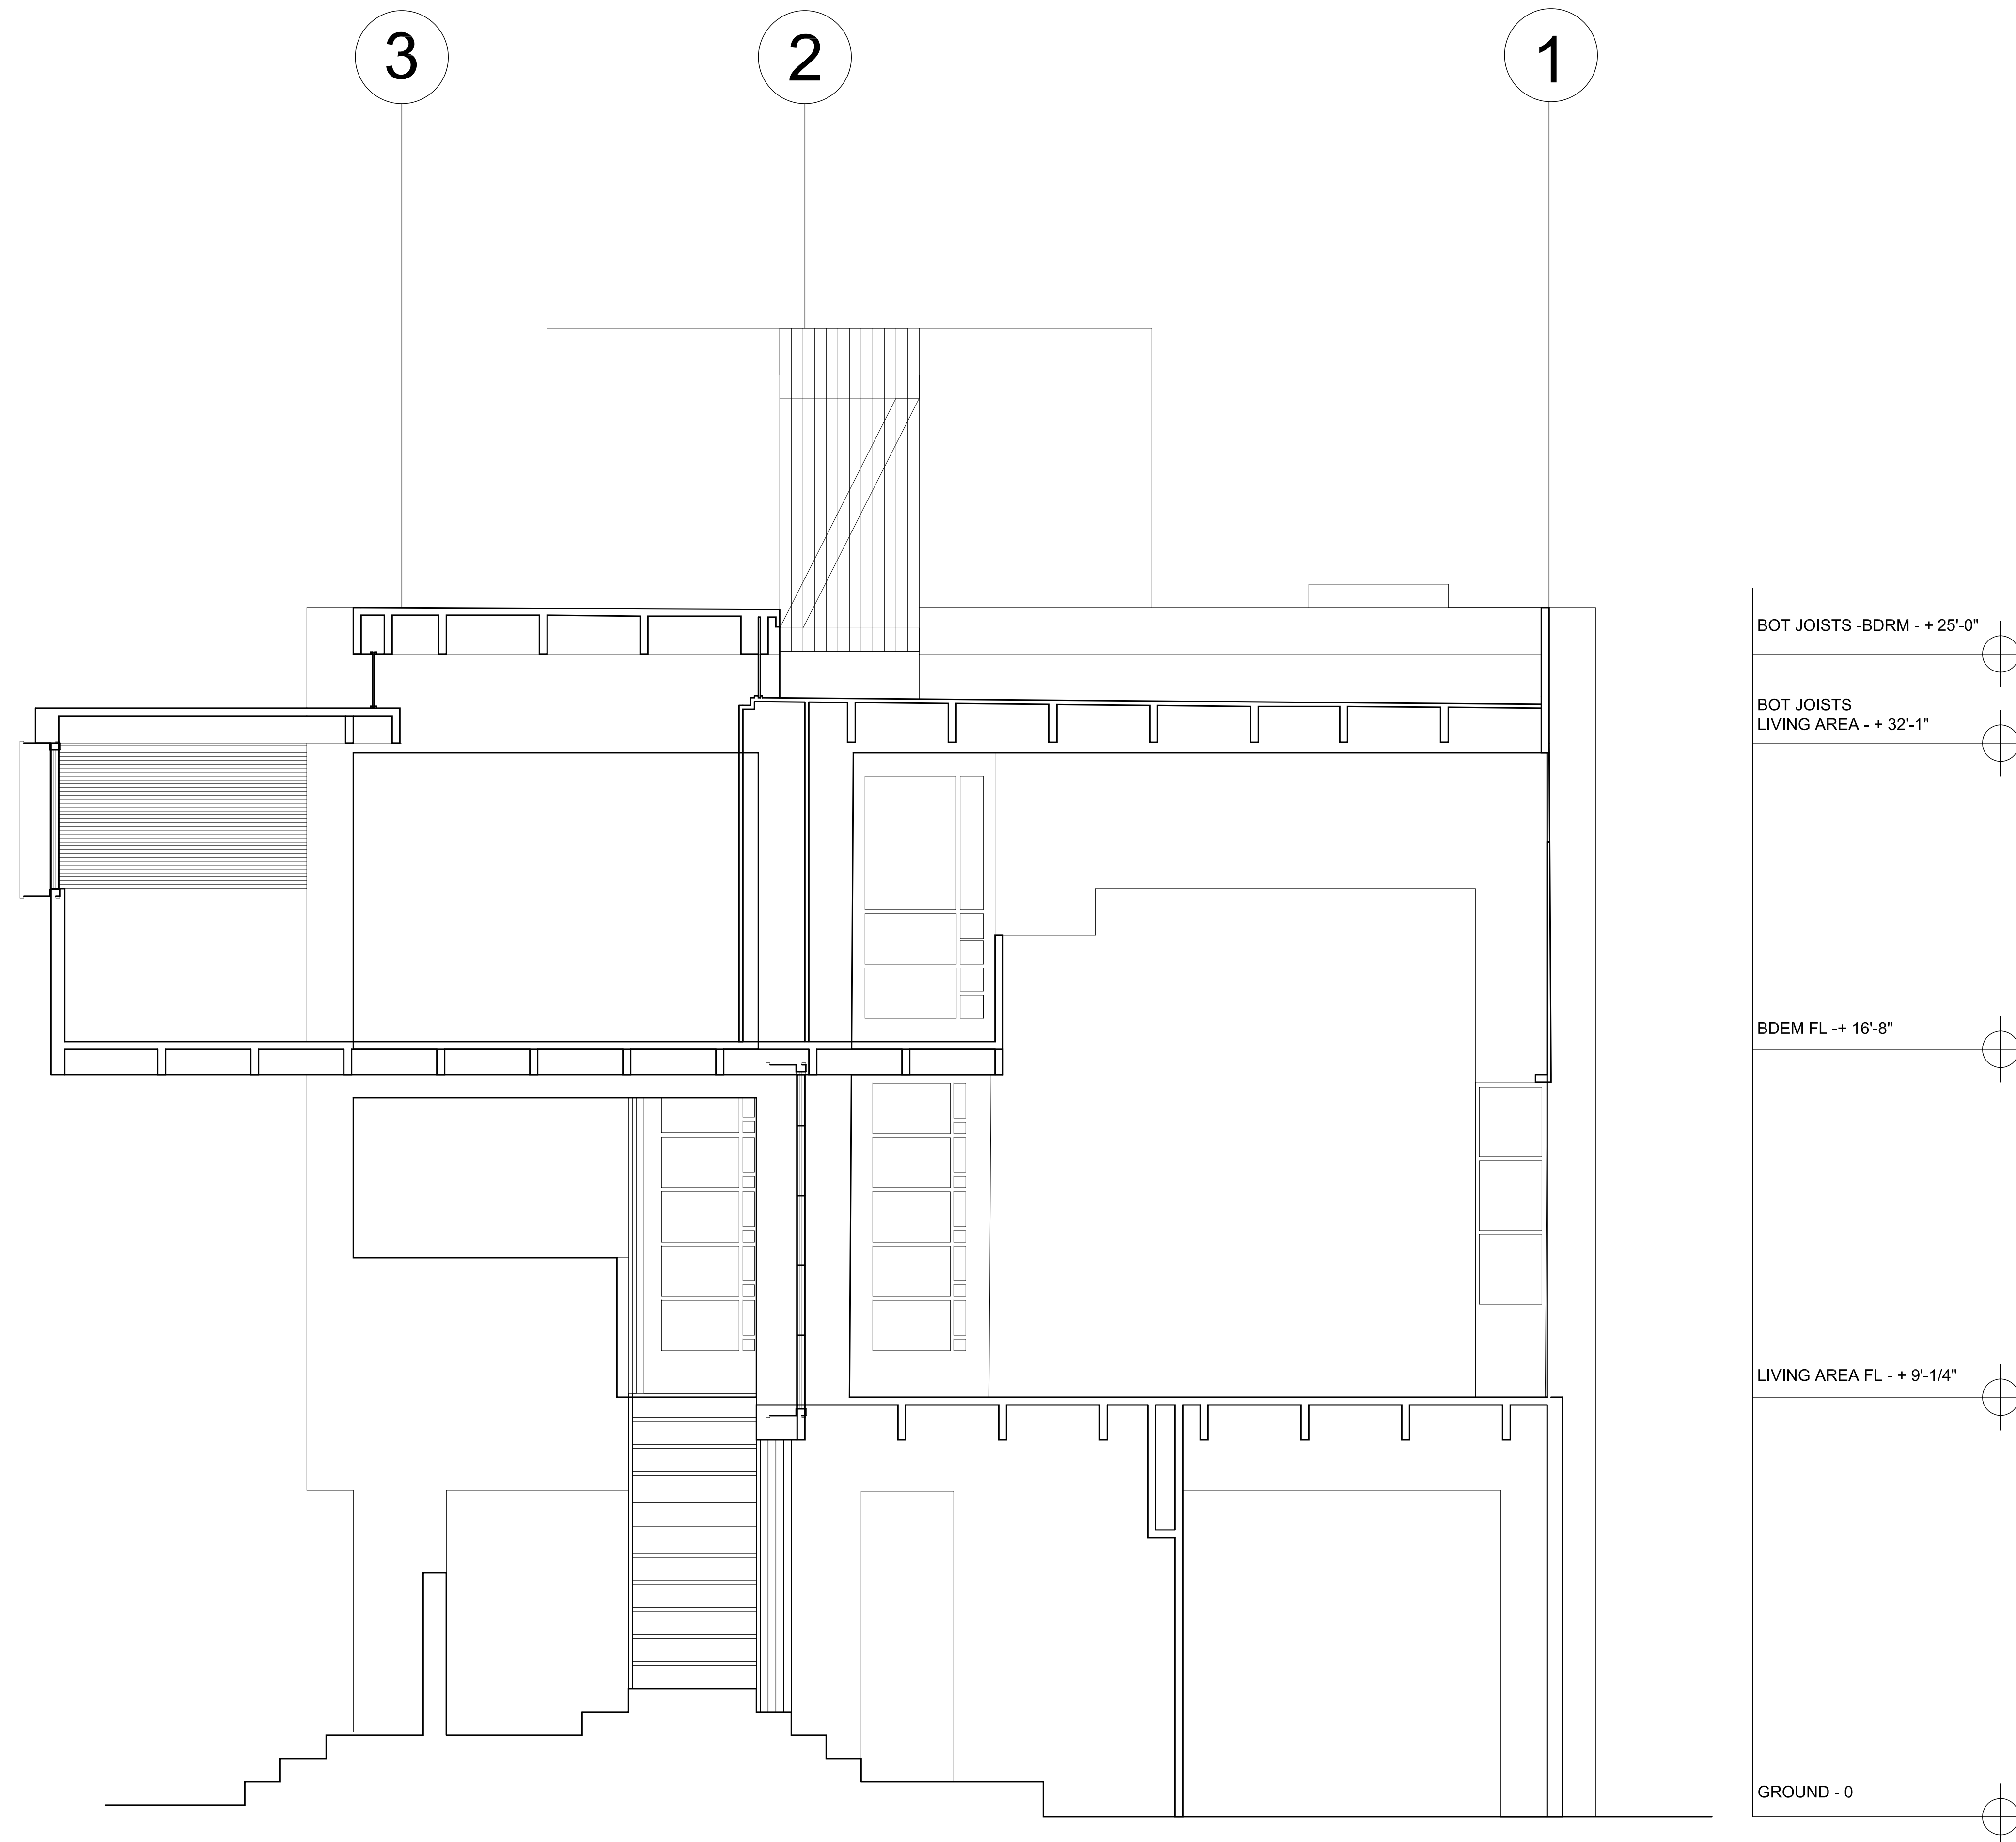 3 2 1
BOT JOISTS -BDRM - + 25'-0"
BOT JOISTS
LIVING AREA - + 32'-1"
BDEM FL -+ 16'-8"
LIVING AREA FL - + 9'-1/4"
GROUND - 0